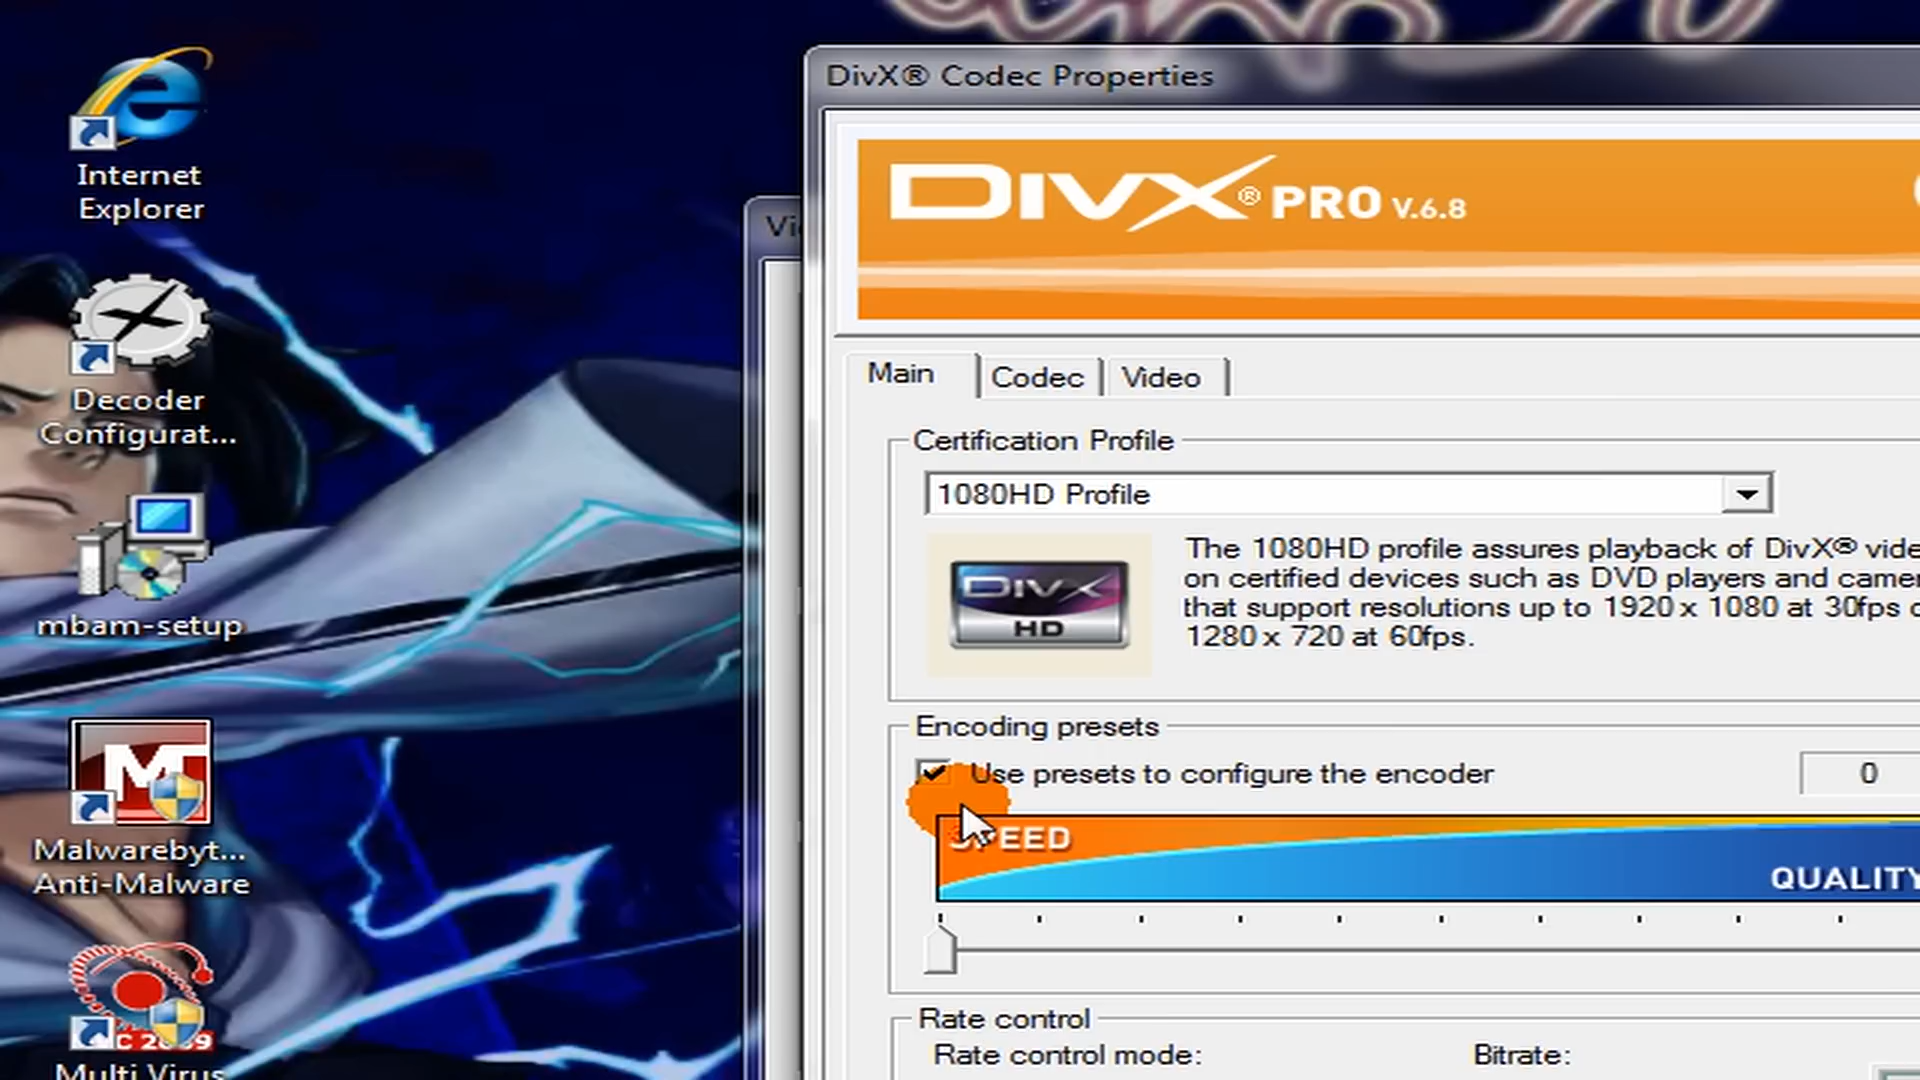 Internet
Explorer
Decoder
Configurat...
mbam-setup
Malwarebyt...
Anti-Malware
Multi Virus
DivX® Codec Properties
DIVX® PRO V.6.8
Main
Codec
Video
Certification Profile
1080HD Profile
DIVX
HD
The 1080HD profile assures playback of DivX®
on certified devices such as DVD players and
that support resolutions up to 1920 x 1080 at 30fps
1280 x 720 at 60fps.
Encoding presets
Use presets to configure the encoder
0
SPEED
QUALITY
Rate control
Rate control mode:
Bitrate: